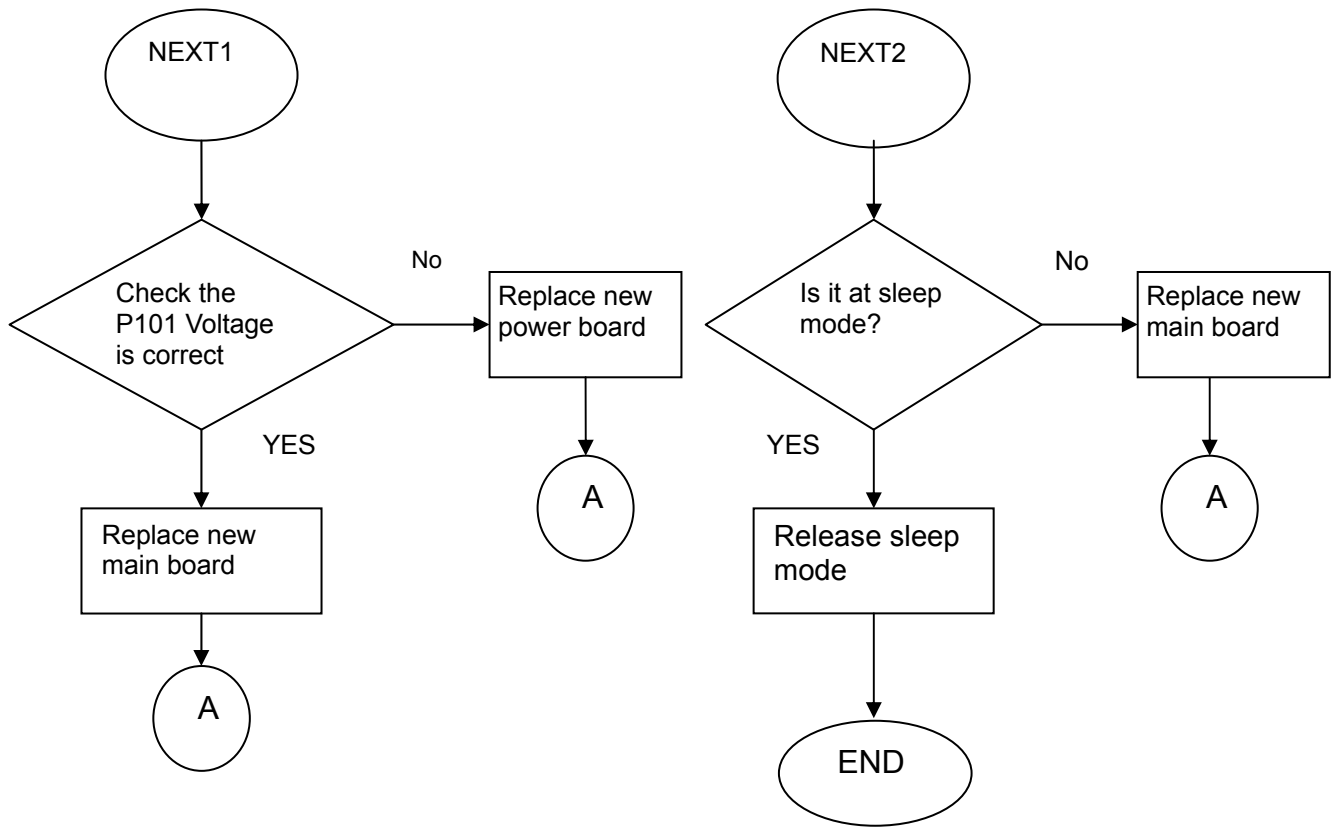 NEXT1
Check the
P101 Voltage
is correct
No
Replace new
power board
A
YES
Replace new
main board
A
NEXT2
Is it at sleep
mode?
No
Replace new
main board
A
YES
Release sleep
mode
END